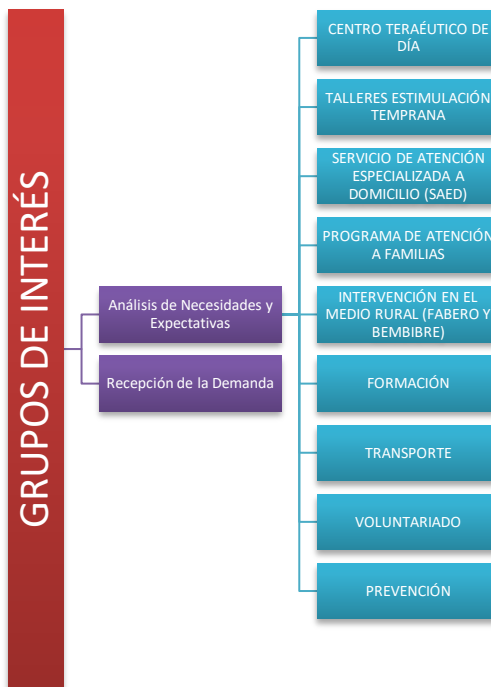 GRUPOS DE INTERÉS
Análisis de Necesidades y
Expectativas
Recepción de la Demanda
CENTRO TERAÉUTICO DE
DÍA
TALLERES ESTIMULACIÓN
TEMPRANA
SERVICIO DE ATENCIÓN
ESPECIALIZADA A
DOMICILIO (SAED)
PROGRAMA DE ATENCIÓN
A FAMILIAS
INTERVENCIÓN EN EL
MEDIO RURAL (FABERO Y
BEMBIBRE)
FORMACIÓN
TRANSPORTE
VOLUNTARIADO
PREVENCIÓN